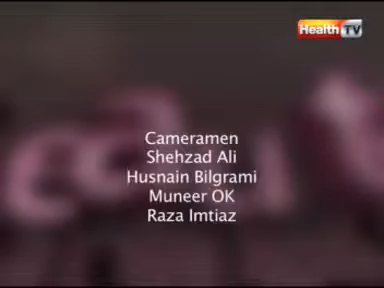 Health TV
Cameramen
Shehzad Ali
Husnain Bilgrami
Muneer OK
Raza Imtiaz